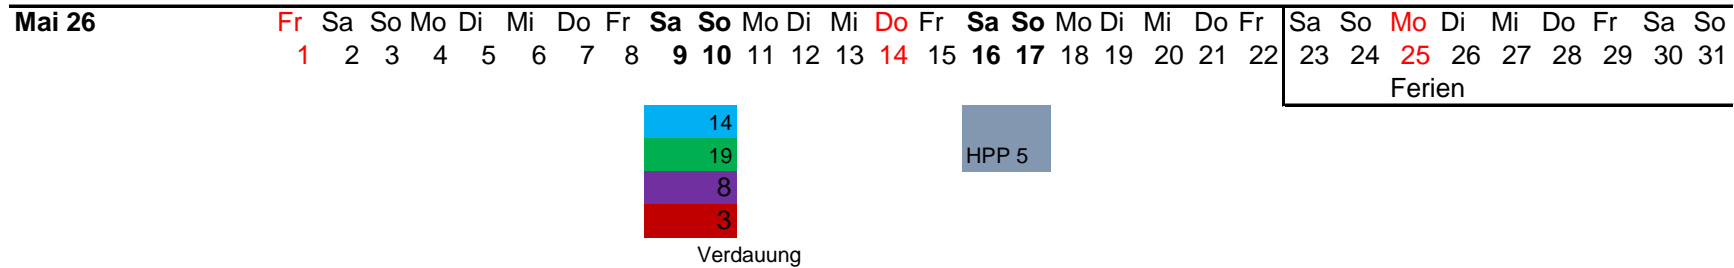 Mai 26 Fr Sa So Mo Di Mi Do Fr Sa So Mo Di Mi Do Fr Sa So Mo Di Mi Do Fr Sa So Mo Di Mi Do Fr Sa So
1 2 3 4 5 6 7 8 9 10 11 12 13 14 15 16 17 18 19 20 21 22 23 24 25 26 27 28 29 30 31
Ferien
14
19 HPP 5
8
3
Verdauung